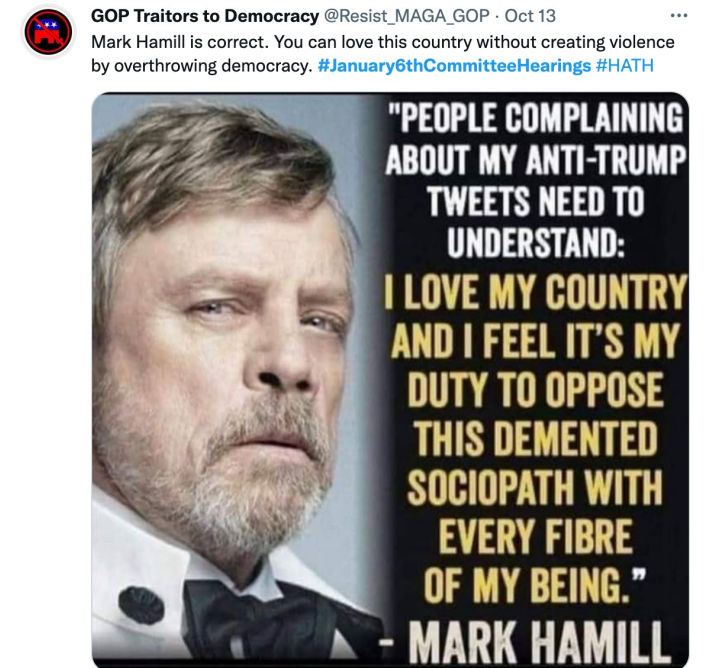 GOP Traitors to Democracy @Resist_MAGA_GOP · Oct 13
Mark Hamill is correct. You can love this country without creating violence
by overthrowing democracy. #January6thCommitteeHearings #HATH
"PEOPLE COMPLAINING
ABOUT MY ANTI-TRUMP
TWEETS NEED TO
UNDERSTAND:
I LOVE MY COUNTRY
AND I FEEL IT'S MY
DUTY TO OPPOSE
THIS DEMENTED
SOCIOPATH WITH
EVERY FIBRE
OF MY BEING."
- MARK HAMILL